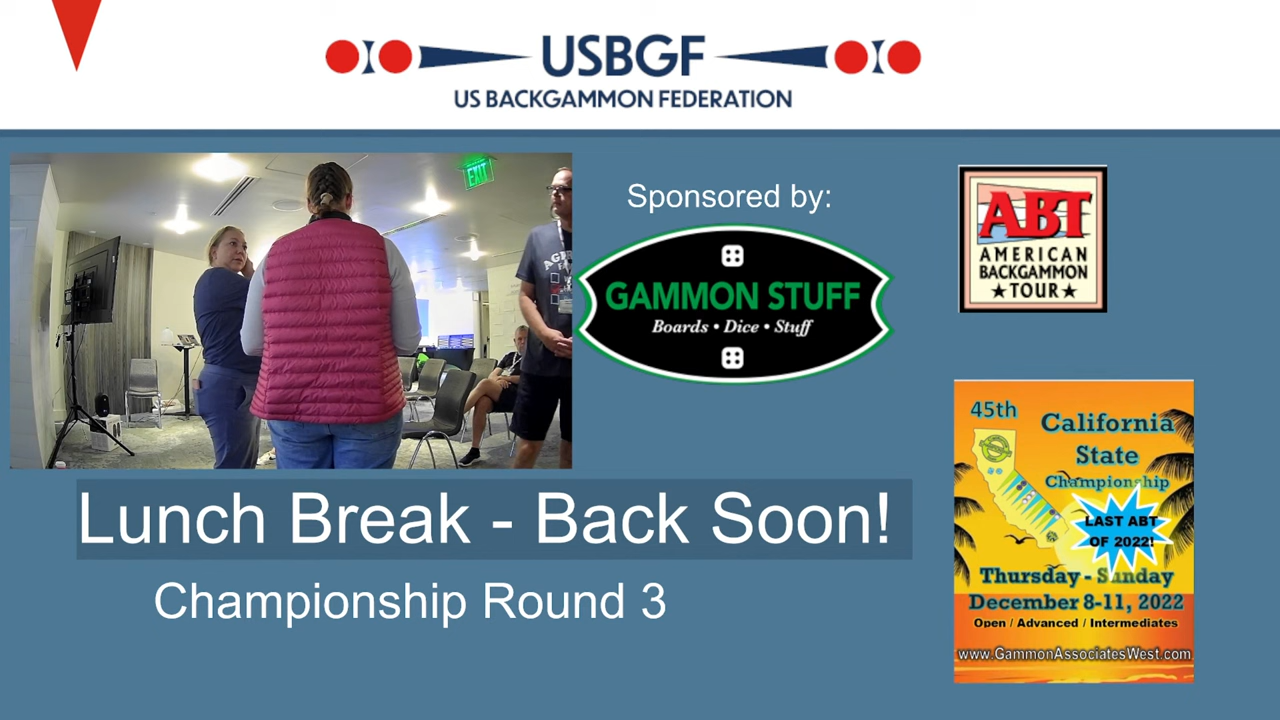 USBGF
US BACKGAMMON FEDERATION
EXIT
Sponsored by:
GAMMON STUFF
Boards • Dice • Stuff
ABT
AMERICAN
BACKGAMMON
★TOUR★
45th
California
State
Championship
LAST ABT
OF 2022!
Thursday - Sunday
December 8-11, 2022
Open / Advanced / Intermediates
www.GammonAssociatesWest.com
Lunch Break - Back Soon!
Championship Round 3